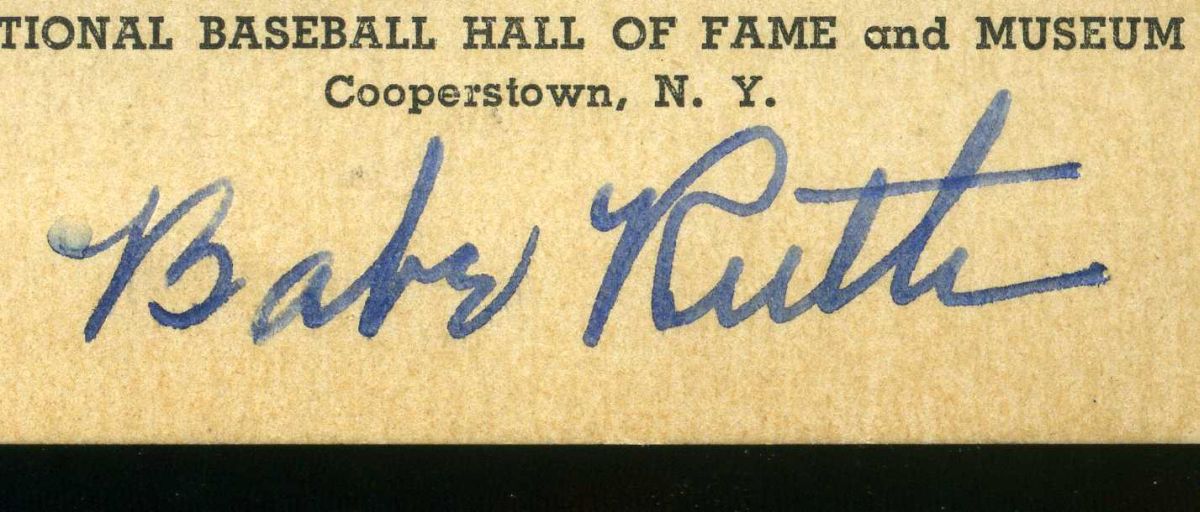 TIONAL BASEBALL HALL OF FAME and MUSEUM
Cooperstown, N. Y.
Babe Ruth